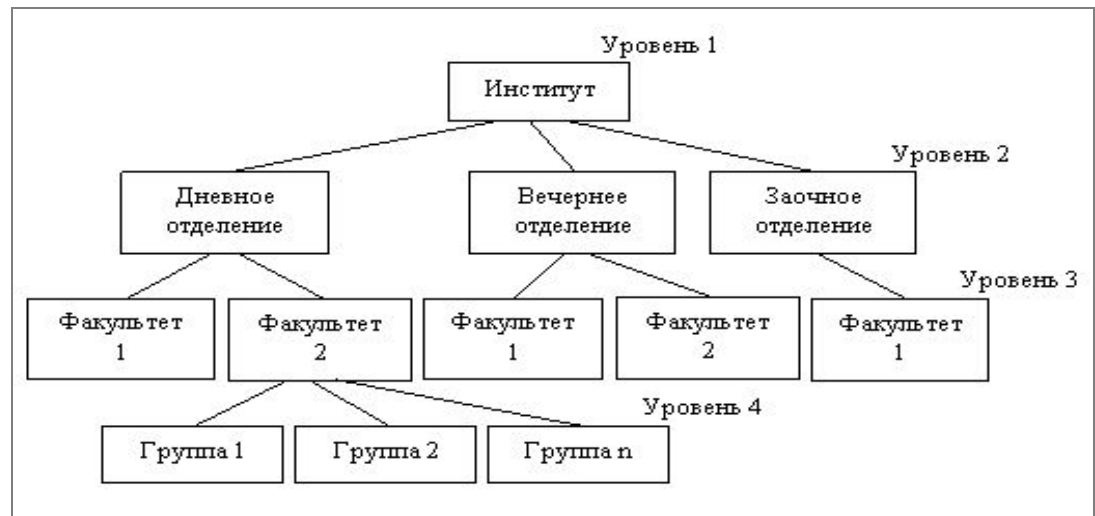 Уровень 1
Институт
Уровень 2
Дневное
отделение
Вечернее
отделение
Заочное
отделение
Уровень 3
Факультет
1
Факультет
2
Факультет
1
Факультет
2
Факультет
1
Уровень 4
Группа 1
Группа 2
Группа n